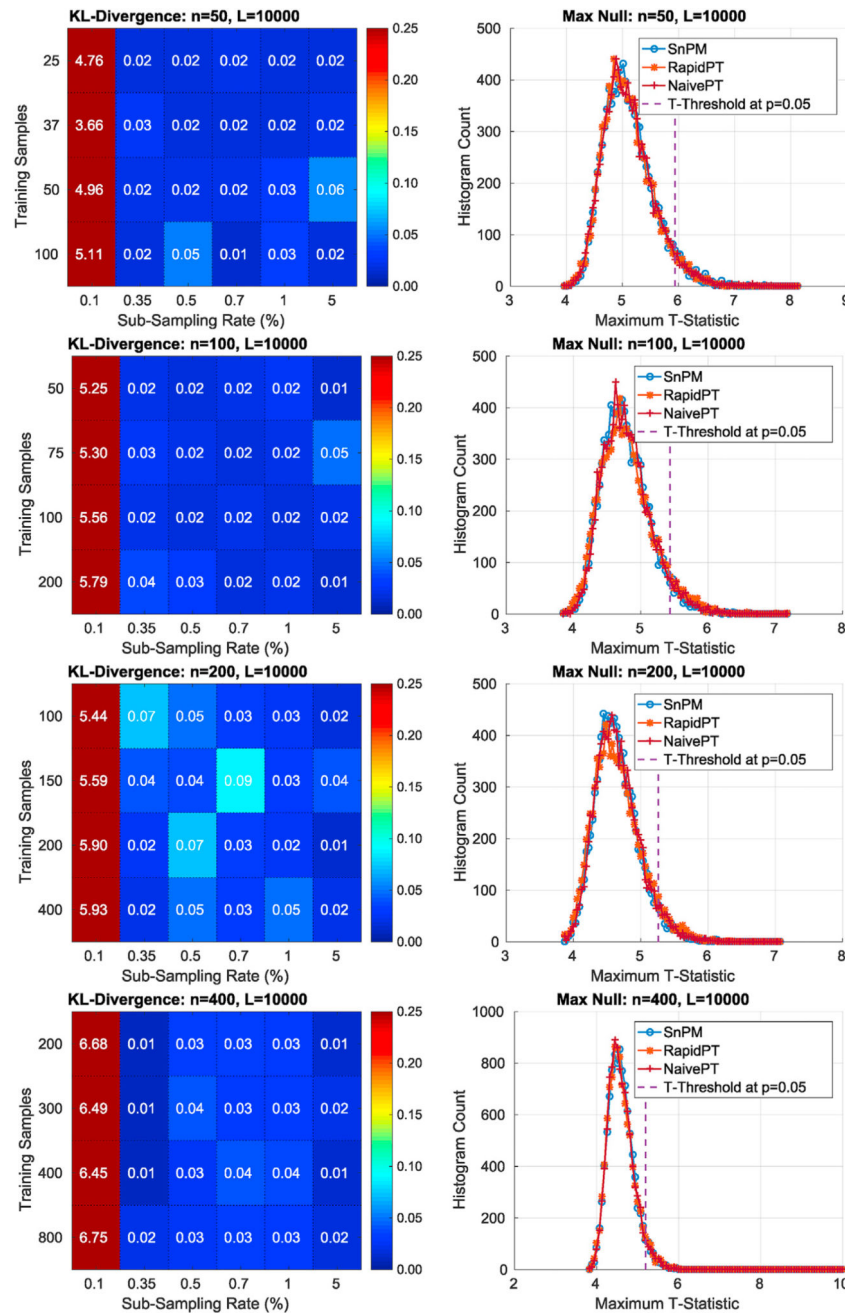 KL-Divergence: n=50, L=10000
Training Samples
25 4.76 0.02 0.02 0.02 0.02 0.02
37 3.66 0.03 0.02 0.02 0.02 0.02
50 4.96 0.02 0.02 0.02 0.03 0.06
100 5.11 0.02 0.05 0.01 0.03 0.02
0.1 0.35 0.5 0.7 1 5
Sub-Sampling Rate (%)
0.25
0.20
0.15
0.10
0.05
0.00
Max Null: n=50, L=10000
Histogram Count
500
400
300
200
100
0
3 4 5 6 7 8 9
Maximum T-Statistic
SnPM
RapidPT
NaivePT
T-Threshold at p=0.05
KL-Divergence: n=100, L=10000
Training Samples
50 5.25 0.02 0.02 0.02 0.02 0.01
75 5.30 0.03 0.02 0.02 0.02 0.05
100 5.56 0.02 0.02 0.02 0.02 0.02
200 5.79 0.04 0.03 0.02 0.02 0.01
0.1 0.35 0.5 0.7 1 5
Sub-Sampling Rate (%)
0.25
0.20
0.15
0.10
0.05
0.00
Max Null: n=100, L=10000
Histogram Count
500
400
300
200
100
0
3 4 5 6 7 8
Maximum T-Statistic
SnPM
RapidPT
NaivePT
T-Threshold at p=0.05
KL-Divergence: n=200, L=10000
Training Samples
100 5.44 0.07 0.05 0.03 0.03 0.02
150 5.59 0.04 0.04 0.09 0.03 0.04
200 5.90 0.02 0.07 0.03 0.02 0.01
400 5.93 0.02 0.05 0.03 0.05 0.02
0.1 0.35 0.5 0.7 1 5
Sub-Sampling Rate (%)
0.25
0.20
0.15
0.10
0.05
0.00
Max Null: n=200, L=10000
Histogram Count
500
400
300
200
100
0
3 4 5 6 7 8
Maximum T-Statistic
SnPM
RapidPT
NaivePT
T-Threshold at p=0.05
KL-Divergence: n=400, L=10000
Training Samples
200 6.68 0.01 0.03 0.03 0.03 0.01
300 6.49 0.01 0.04 0.03 0.03 0.02
400 6.45 0.01 0.03 0.04 0.04 0.01
800 6.75 0.02 0.03 0.03 0.03 0.02
0.1 0.35 0.5 0.7 1 5
Sub-Sampling Rate (%)
0.25
0.20
0.15
0.10
0.05
0.00
Max Null: n=400, L=10000
Histogram Count
1000
800
600
400
200
0
2 4 6 8 10
Maximum T-Statistic
SnPM
RapidPT
NaivePT
T-Threshold at p=0.05